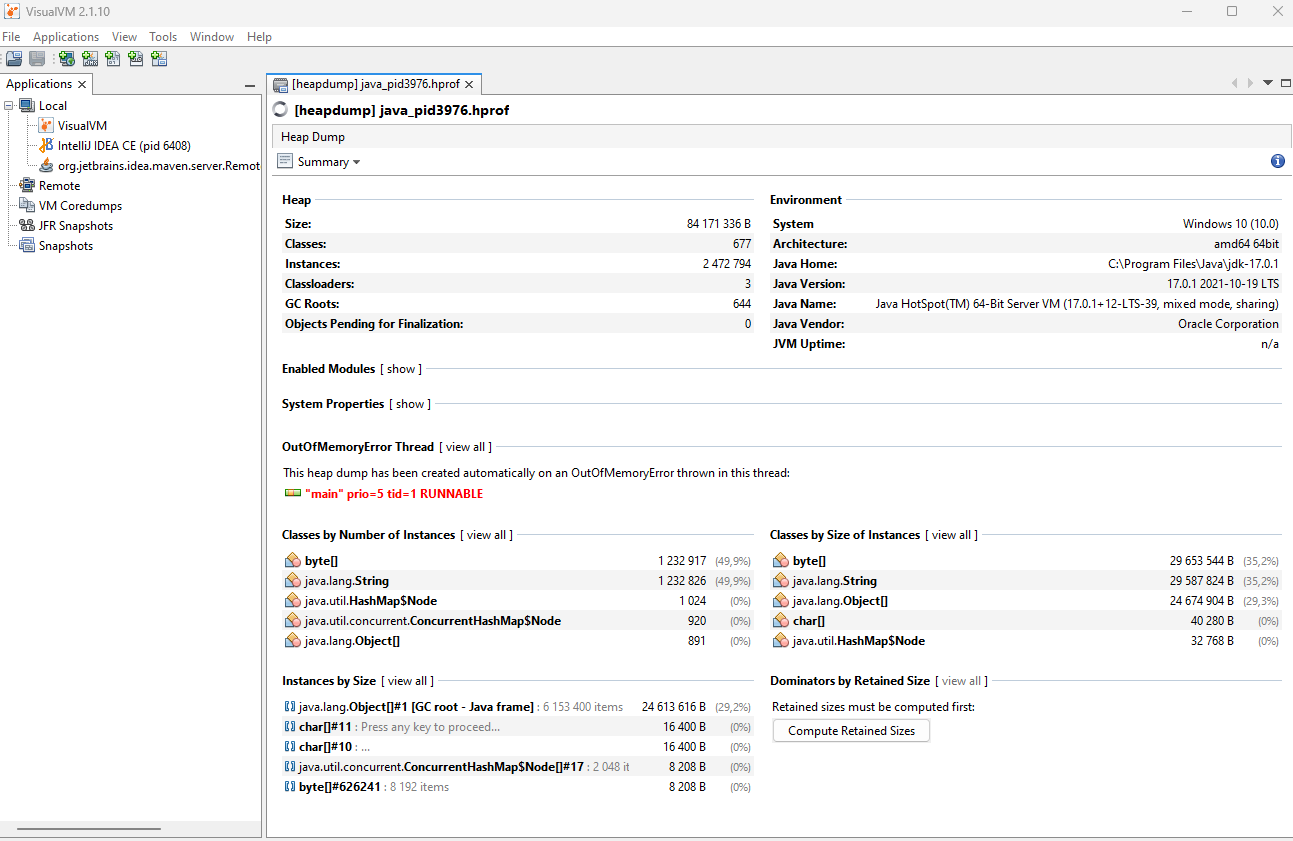 VisualVM 2.1.10
File Applications View Tools Window Help
Applications
Local
VisualVM
IntelliJ IDEA CE (pid 6408)
org.jetbrains.idea.maven.server.Remot
Remote
VM Coredumps
JFR Snapshots
Snapshots
[heapdump] java_pid3976.hprof
[heapdump] java_pid3976.hprof
Heap Dump
Summary
Heap
Size: 84 171 336 B
Classes: 677
Instances: 2 472 794
Classloaders: 3
GC Roots: 644
Objects Pending for Finalization: 0
Environment
System Windows 10 (10.0)
Architecture: amd64 64bit
Java Home: C:\Program Files\Java\jdk-17.0.1
Java Version: 17.0.1 2021-10-19 LTS
Java Name: Java HotSpot(TM) 64-Bit Server VM (17.0.1+12-LTS-39, mixed mode, sharing)
Java Vendor: Oracle Corporation
JVM Uptime: n/a
Enabled Modules [ show ]
System Properties [ show ]
OutOfMemoryError Thread [ view all ]
This heap dump has been created automatically on an OutOfMemoryError thrown in this thread:
"main" prio=5 tid=1 RUNNABLE
Classes by Number of Instances [ view all ]
byte[] 1 232 917 (49,9%)
java.lang.String 1 232 826 (49,9%)
java.util.HashMap$Node 1 024 (0%)
java.util.concurrent.ConcurrentHashMap$Node 920 (0%)
java.lang.Object[] 891 (0%)
Classes by Size of Instances [ view all ]
byte[] 29 653 544 B (35,2%)
java.lang.String 29 587 824 B (35,2%)
java.lang.Object[] 24 674 904 B (29,3%)
char[] 40 280 B (0%)
java.util.HashMap$Node 32 768 B (0%)
Instances by Size [ view all ]
java.lang.Object[]#1 [GC root - Java frame] : 6 153 400 items 24 613 616 B (29,2%)
char[]#11 : Press any key to proceed... 16 400 B (0%)
char[]#10 : ... 16 400 B (0%)
java.util.concurrent.ConcurrentHashMap$Node[]#17 : 2 048 it 8 208 B (0%)
byte[]#626241 : 8 192 items 8 208 B (0%)
Dominators by Retained Size [ view all ]
Retained sizes must be computed first:
Compute Retained Sizes